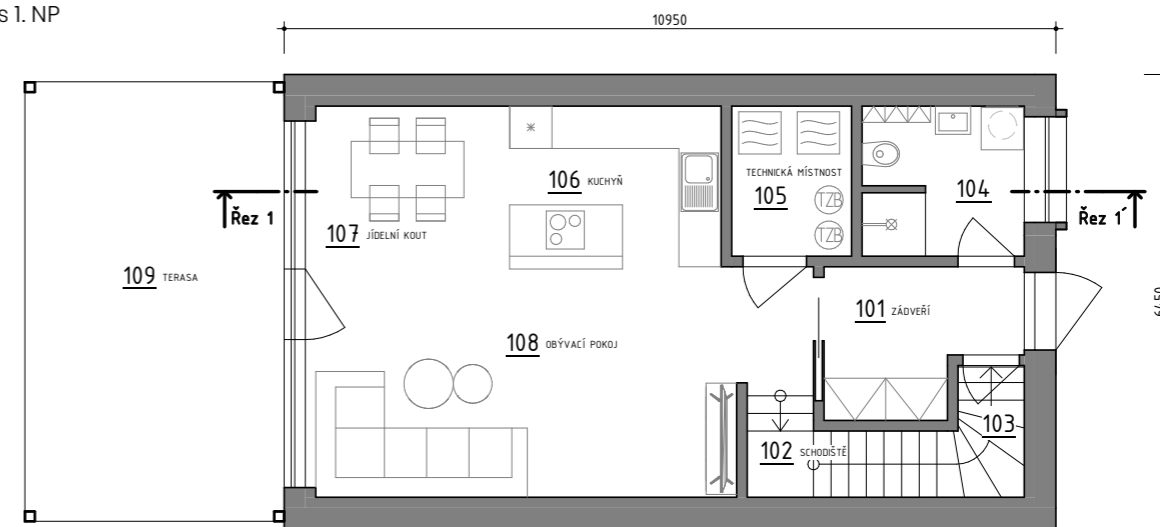 s 1. NP
10950
106 KUCHYŇ
TECHNICKÁ MÍSTNOST
105
TZB
TZB
104
Řez 1
Řez 1´
107 JÍDELNÍ KOUT
109 TERASA
101 ZÁDVEŘÍ
6450
108 OBÝVACÍ POKOJ
103
102 SCHODIŠTĚ